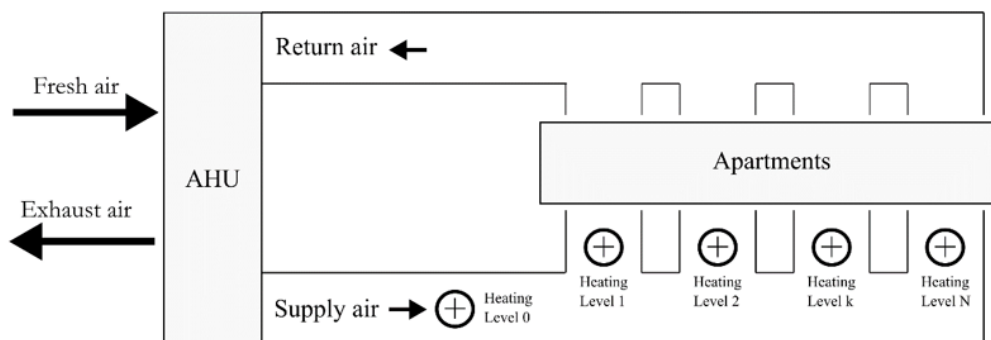 Return air
Fresh air
AHU
Apartments
Exhaust air
Supply air
Heating
Level 0
Heating
Level 1
Heating
Level 2
Heating
Level k
Heating
Level N